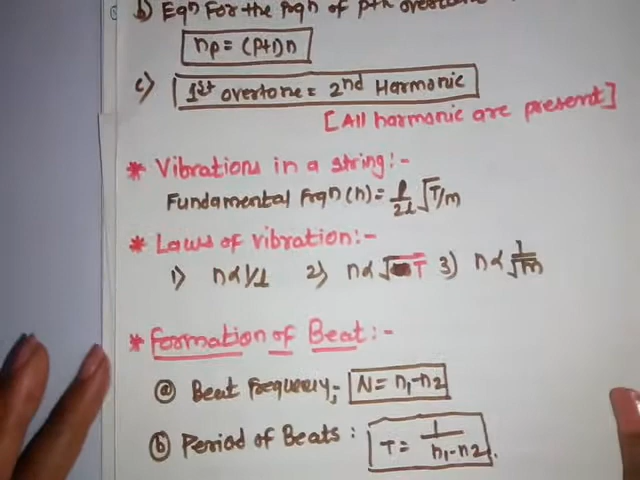 b) Eqn For the Frqn of pth overtone
np = (p+1)n
c) 1st overtone = 2nd Harmonic
[All harmonic are present]
* Vibrations in a string:-
Fundamental Frqn (n) = p/2l √T/m
* Laws of vibration:-
1) n∝1/l 2) n∝√T 3) n∝1/√m
* Formation of Beat:-
ⓐ Beat Frequency:- N = n1-n2
ⓑ Period of Beats: T = 1/n1-n2.